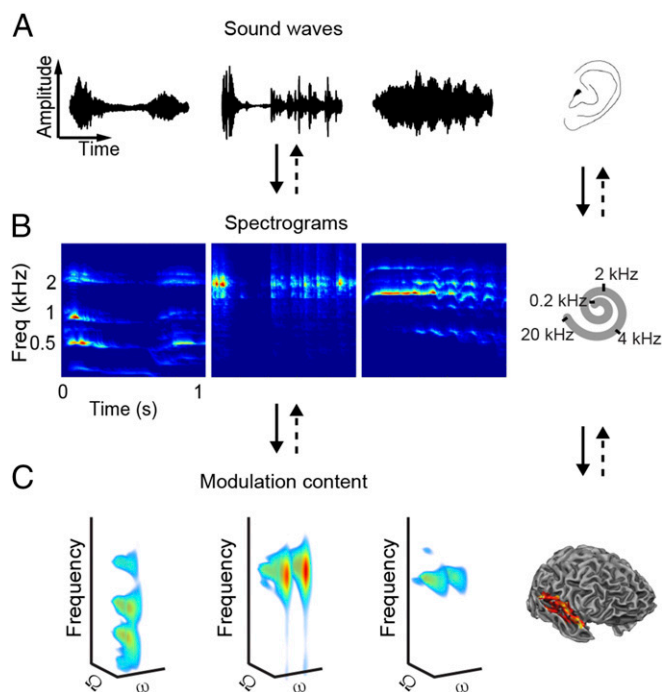 A
Sound waves
Amplitude
Time
B
Spectrograms
Freq (kHz)
2
1
0.5
0
1
Time (s)
2 kHz
0.2 kHz
20 kHz
4 kHz
C
Modulation content
Frequency
Ω
ω
Frequency
Ω
ω
Frequency
Ω
ω